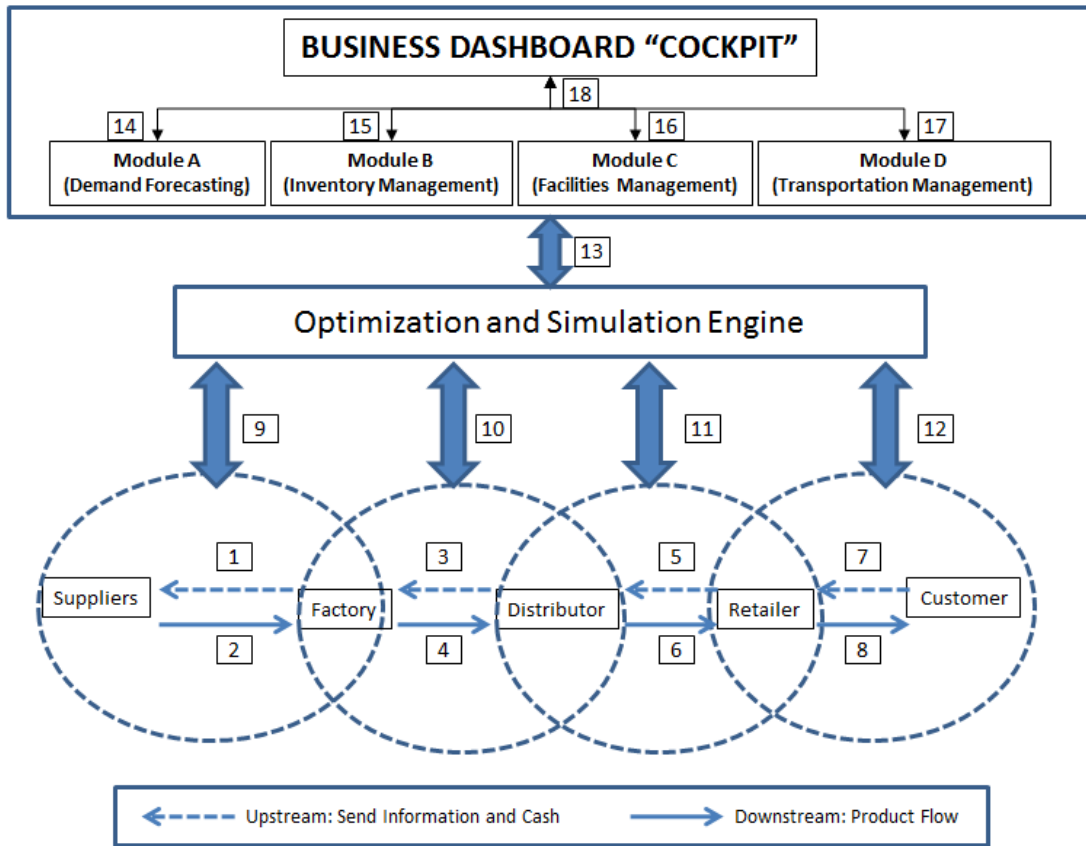 BUSINESS DASHBOARD “COCKPIT”
18
14
15
16
17
Module A
(Demand Forecasting)
Module B
(Inventory Management)
Module C
(Facilities Management)
Module D
(Transportation Management)
13
Optimization and Simulation Engine
9
10
11
12
1
3
5
7
Suppliers
Factory
Distributor
Retailer
Customer
2
4
6
8
Upstream: Send Information and Cash
Downstream: Product Flow